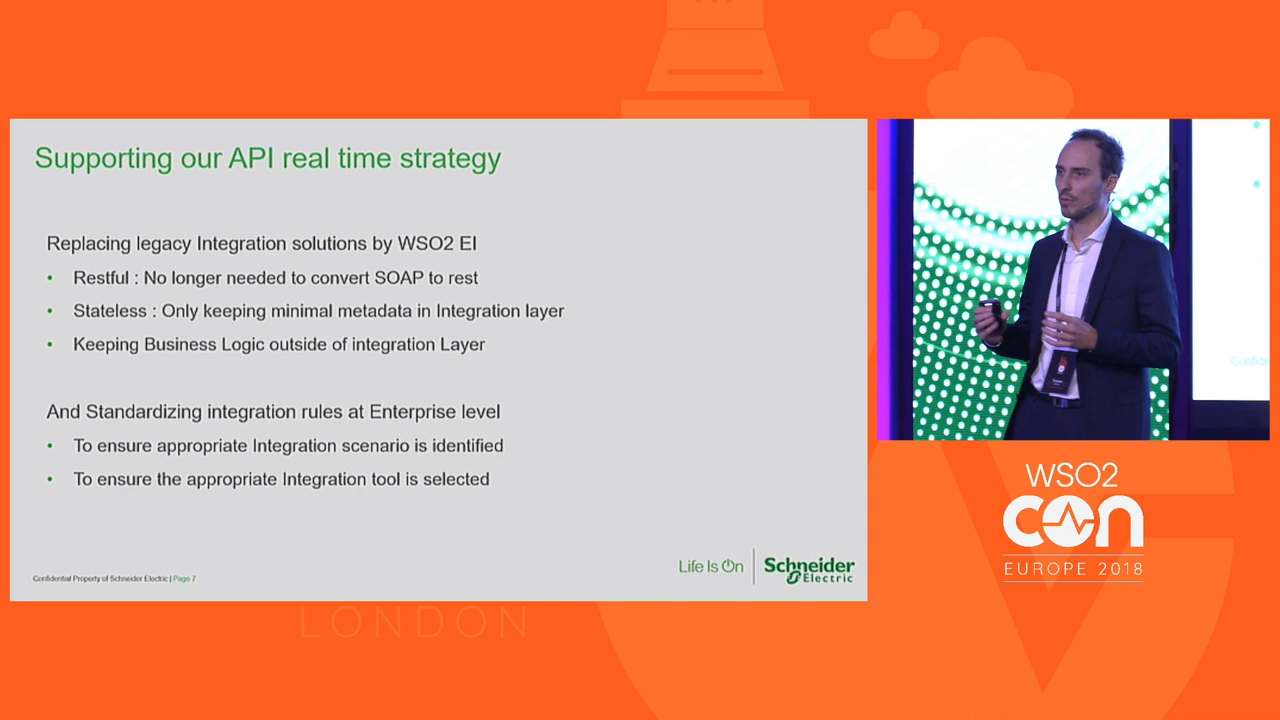 Supporting our API real time strategy
Replacing legacy Integration solutions by WSO2 EI
• Restful : No longer needed to convert SOAP to rest
• Stateless : Only keeping minimal metadata in Integration layer
• Keeping Business Logic outside of integration Layer
And Standardizing integration rules at Enterprise level
• To ensure appropriate Integration scenario is identified
• To ensure the appropriate Integration tool is selected
Confidential Property of Schneider Electric | Page 7
Life Is On
Schneider
Electric
WSO2
CON
EUROPE 2018
LONDON